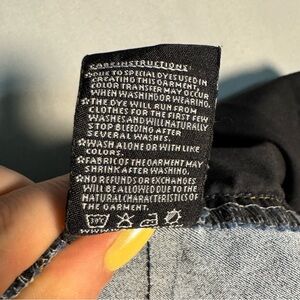 CARE INSTRUCTIONS
☆DUE TO SPECIAL DYES USED IN
CREATING THIS GARMENT
COLOR TRANSFER MAY OCCUR
WHEN WASHING OR WEARING.
☆THE DYE WILL RUN FROM
CLOTHES FOR THE FIRST FEW
WASHES AND WILL NATURALLY
STOP BLEEDING AFTER
SEVERAL WASHES.
☆WASH ALONE OR WITH LIKE
COLORS.
☆FABRIC OF THE GARMENT MAY
SHRINK AFTER WASHING.
☆NO REFUNDS OR EXCHANGES
WILL BE ALLOWED DUE TO THE
NATURAL CHARACTERISTICS OF
THE GARMENT.